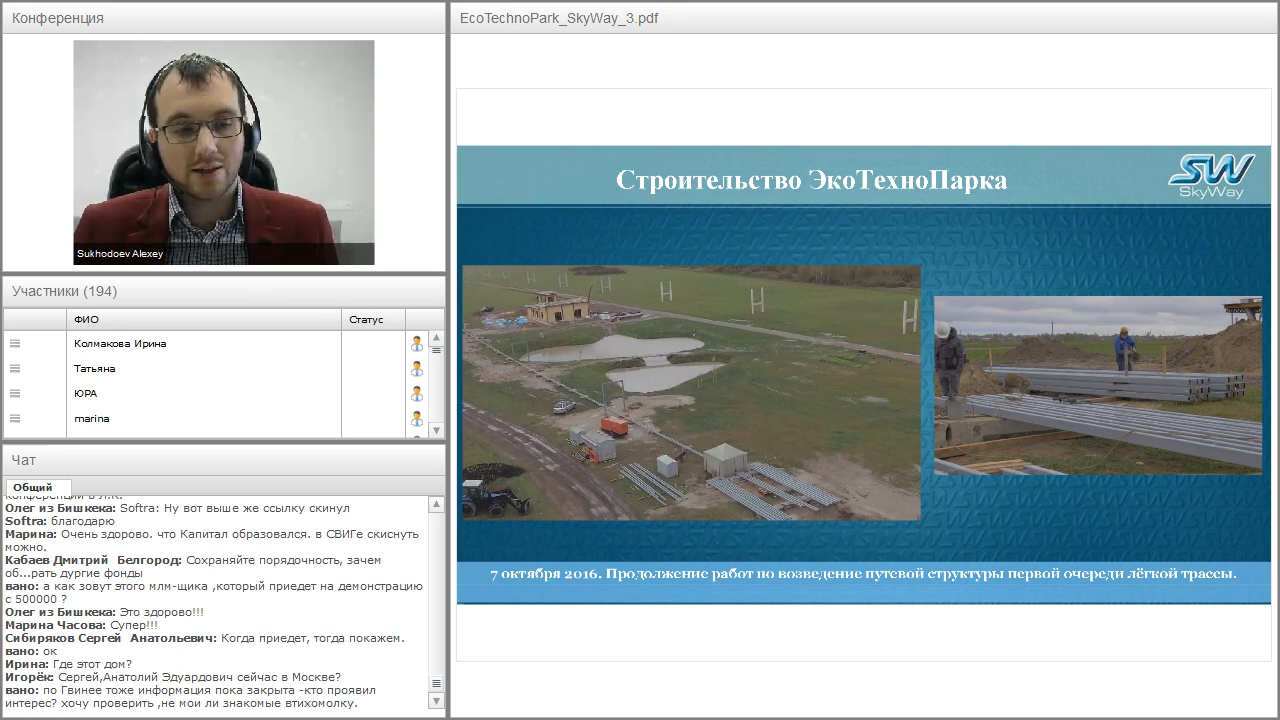 Конференция
Sukhodoev Alexey
Участники (194)
ФИО Статус
Колмакова Ирина
Татьяна
ЮРА
marina
Чат
Общий
конференции в Л.К.
Олег из Бишкека: Softra: Ну вот выше же ссылку скинул
Softra: благодарю
Марина: Очень здорово. что Капитал образовался. в СВИГе скиснуть
можно.
Кабаев Дмитрий Белгород: Сохраняйте порядочность, зачем
об...рать дургие фонды
вано: а как зовут этого млм-щика ,который приедет на демонстрацию
с 500000 ?
Олег из Бишкека: Это здорово!!!
Марина Часова: Супер!!!
Сибиряков Сергей Анатольевич: Когда приедет, тогда покажем.
вано: ок
Ирина: Где этот дом?
Игорёк: Сергей,Анатолий Эдуардович сейчас в Москве?
вано: по Гвинее тоже информация пока закрыта -кто проявил
интерес? хочу проверить ,не мои ли знакомые втихомолку.
EcoTechnoPark_SkyWay_3.pdf
Строительство ЭкоТехноПарка
SW
SkyWay
7 октября 2016. Продолжение работ по возведение путевой структуры первой очереди лёгкой трассы.